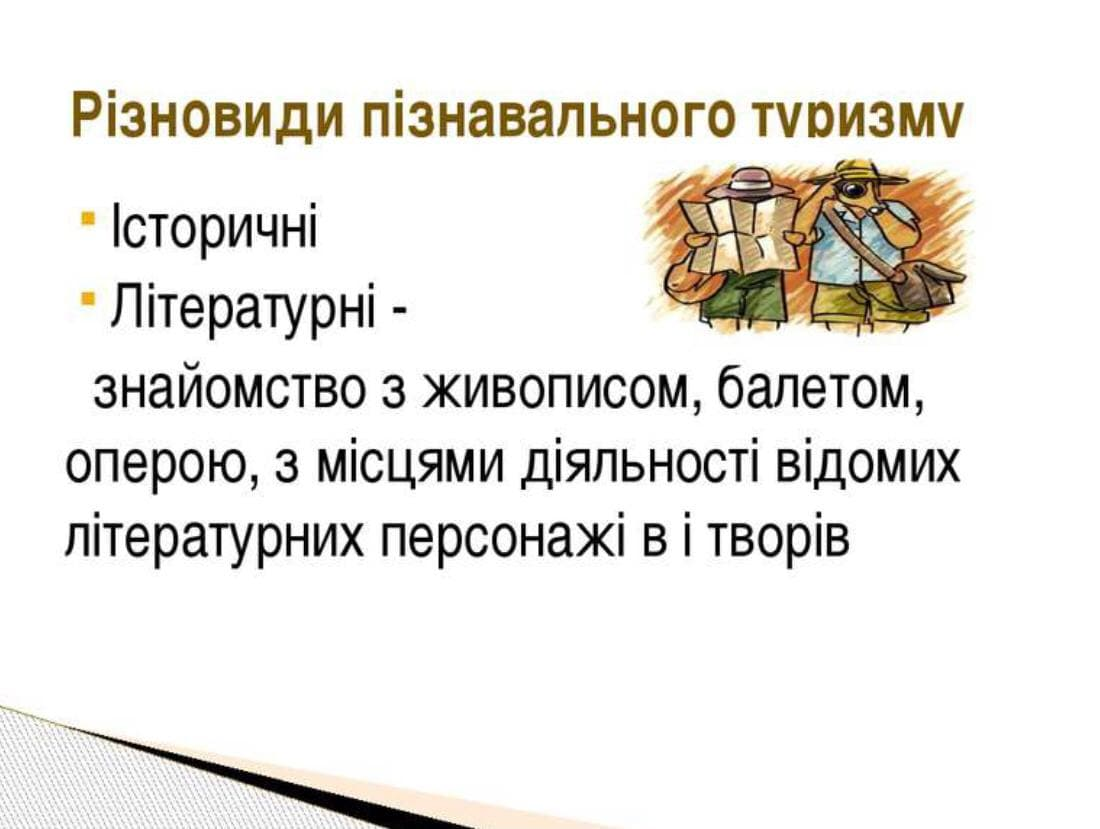 Різновиди пізнавального туризму
Історичні
Літературні -
знайомство з живописом, балетом,
оперою, з місцями діяльності відомих
літературних персонажі в і творів